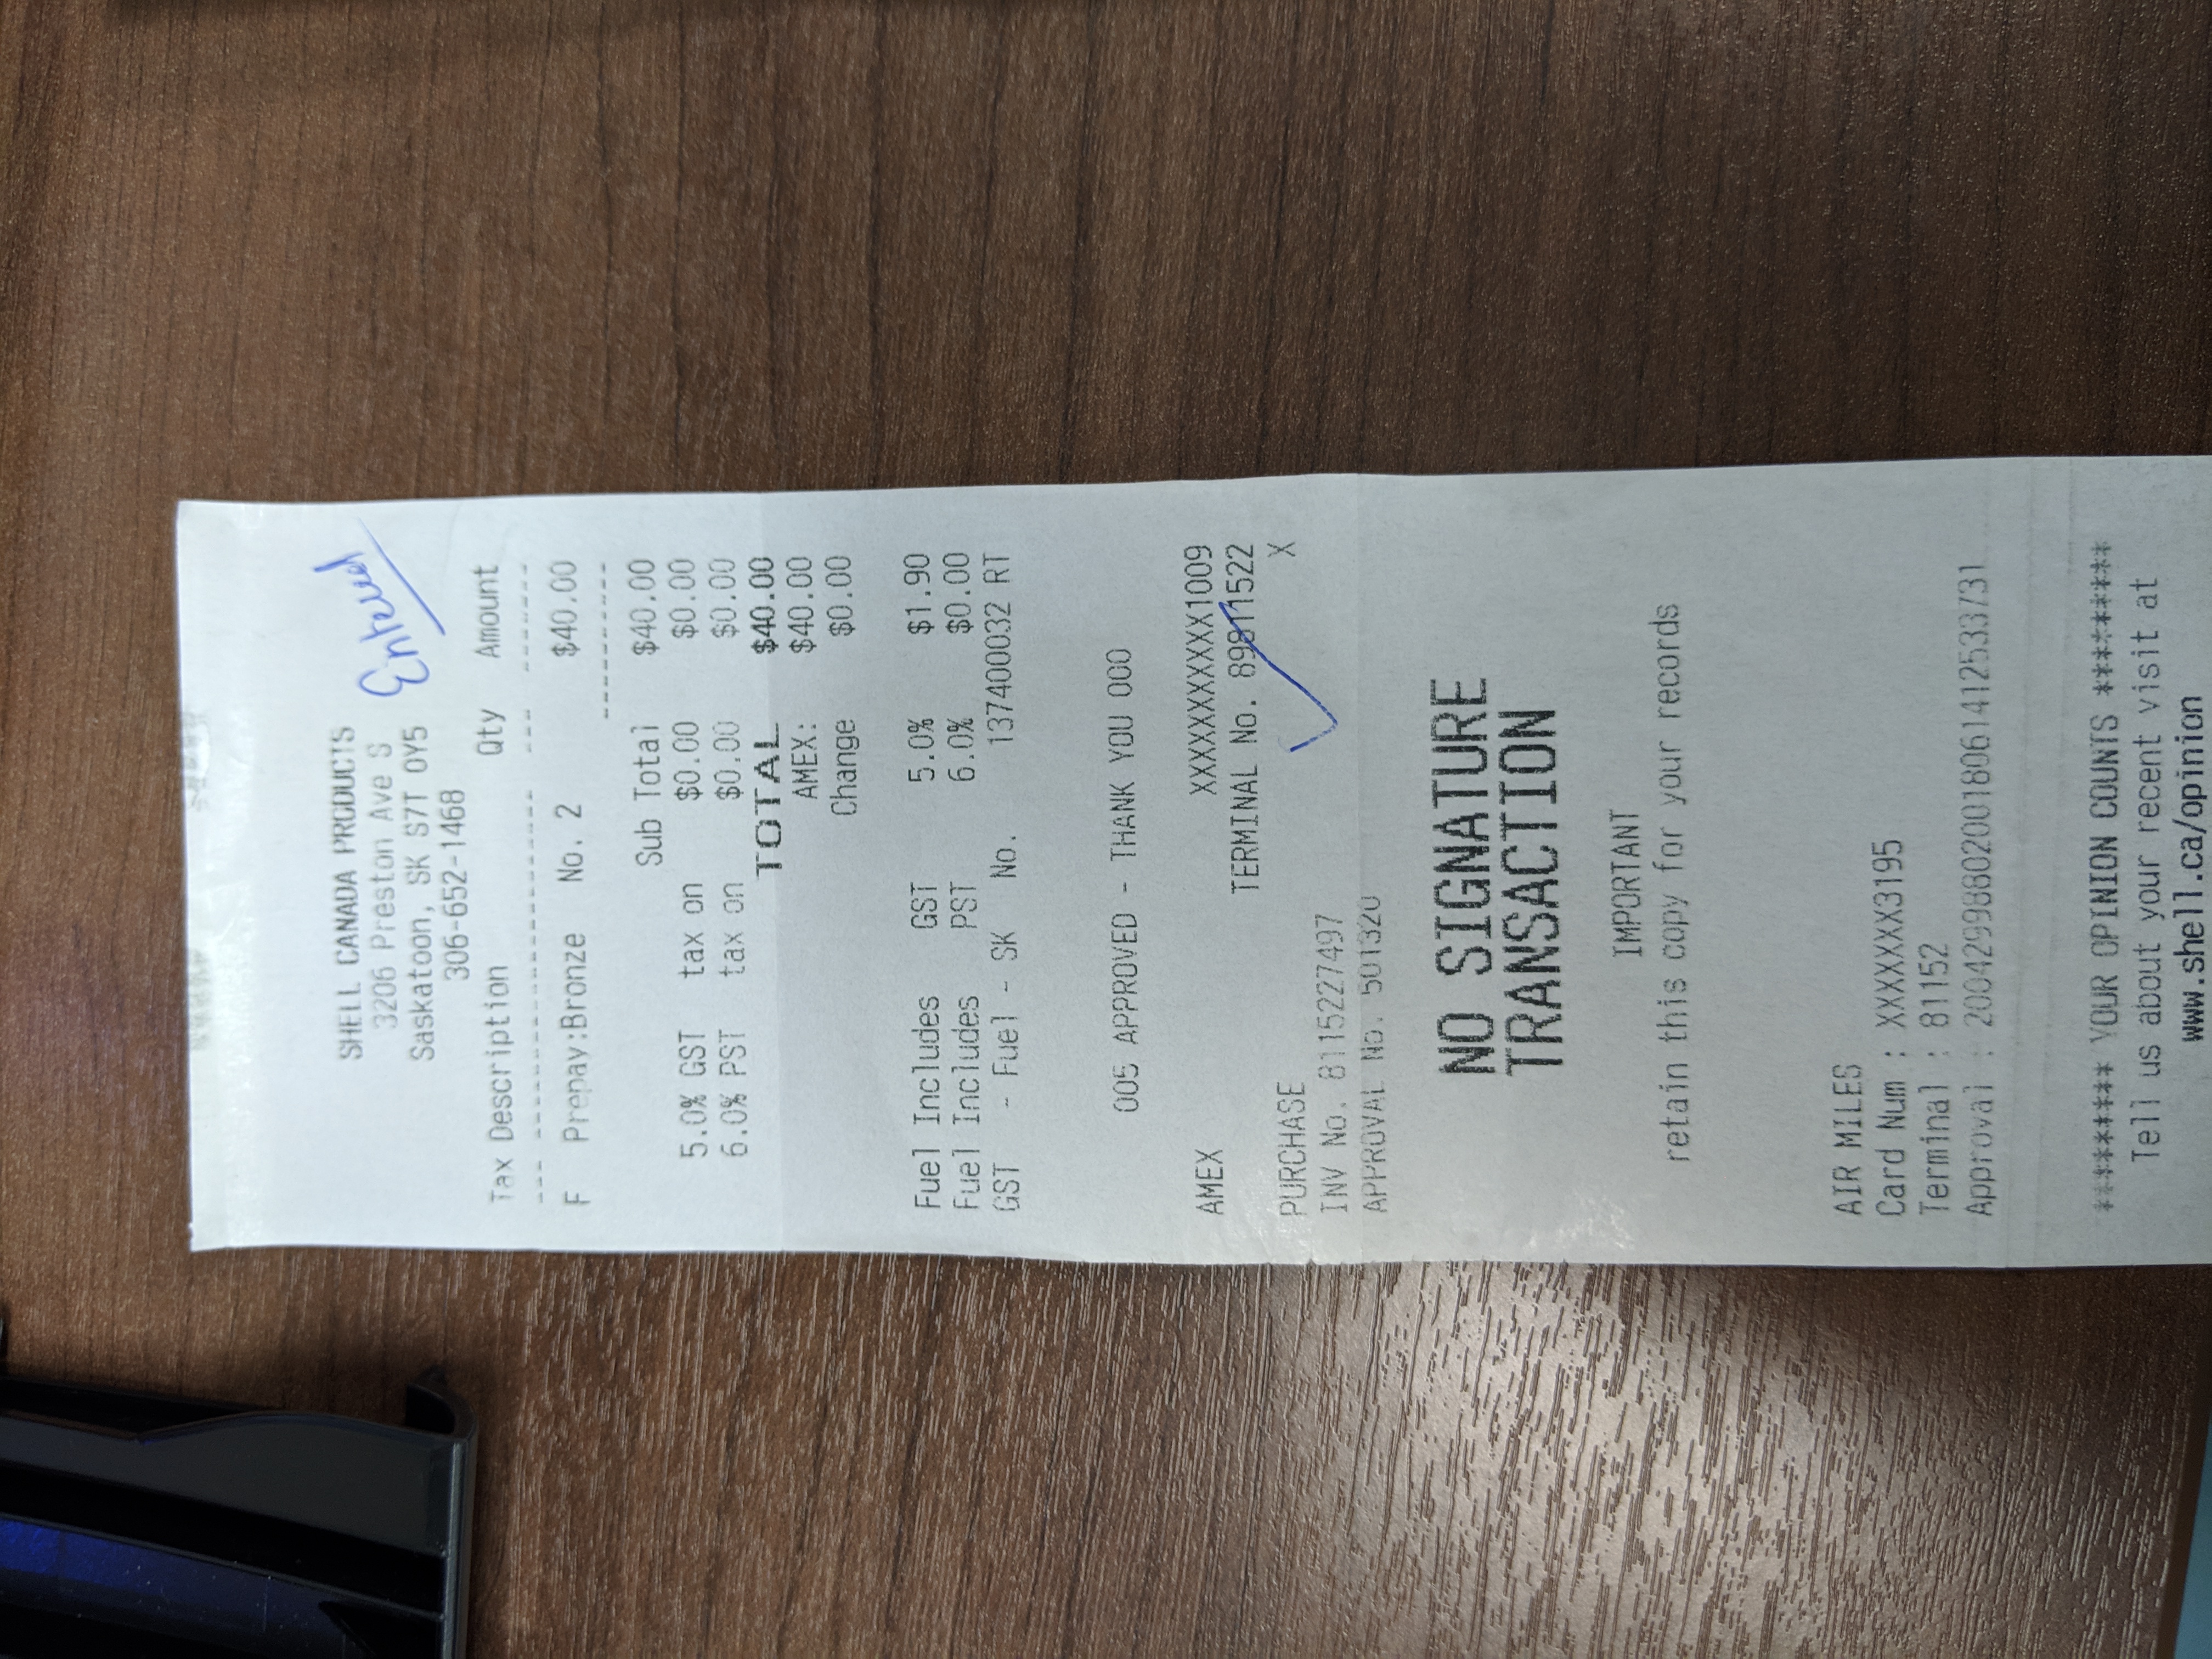 SHELL CANADA PRODUCTS
Entered
3206 Preston Ave S
Saskatoon, SK S7T 0Y5
306-652-1468
Tax Description Qty Amount
--- --------------------- --- -------
F Prepay:Bronze No. 2 $40.00
----------
Sub Total $40.00
5.0% GST tax on $0.00 $0.00
6.0% PST tax on $0.00 $0.00
TOTAL $40.00
AMEX: $40.00
Change $0.00
Fuel Includes GST 5.0% $1.90
Fuel Includes PST 6.0% $0.00
GST - Fuel - SK No. 137400032 RT
005 APPROVED - THANK YOU 000
AMEX XXXXXXXXXXX1009
TERMINAL No. 89811522
PURCHASE X
INV No. 8115227497
APPROVAL No. 501320
NO SIGNATURE
TRANSACTION
IMPORTANT
retain this copy for your records
AIR MILES
Card Num : XXXXXXX3195
Terminal : 81152
Approval : 200429988020018061412533731
********* YOUR OPINION COUNTS *********
Tell us about your recent visit at
www.shell.ca/opinion